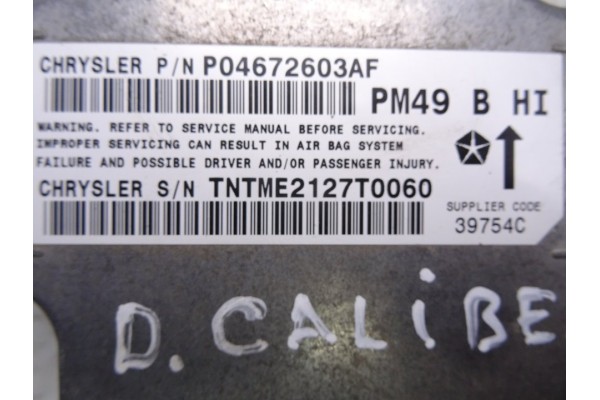 CHRYSLER P/N P04672603AF
PM49 B HI
WARNING. REFER TO SERVICE MANUAL BEFORE SERVICING.
IMPROPER SERVICING CAN RESULT IN AIR BAG SYSTEM
FAILURE AND POSSIBLE DRIVER AND/OR PASSENGER INJURY.
CHRYSLER S/N TNTME2127T0060
SUPPLIER CODE
39754C
D. CALIBE